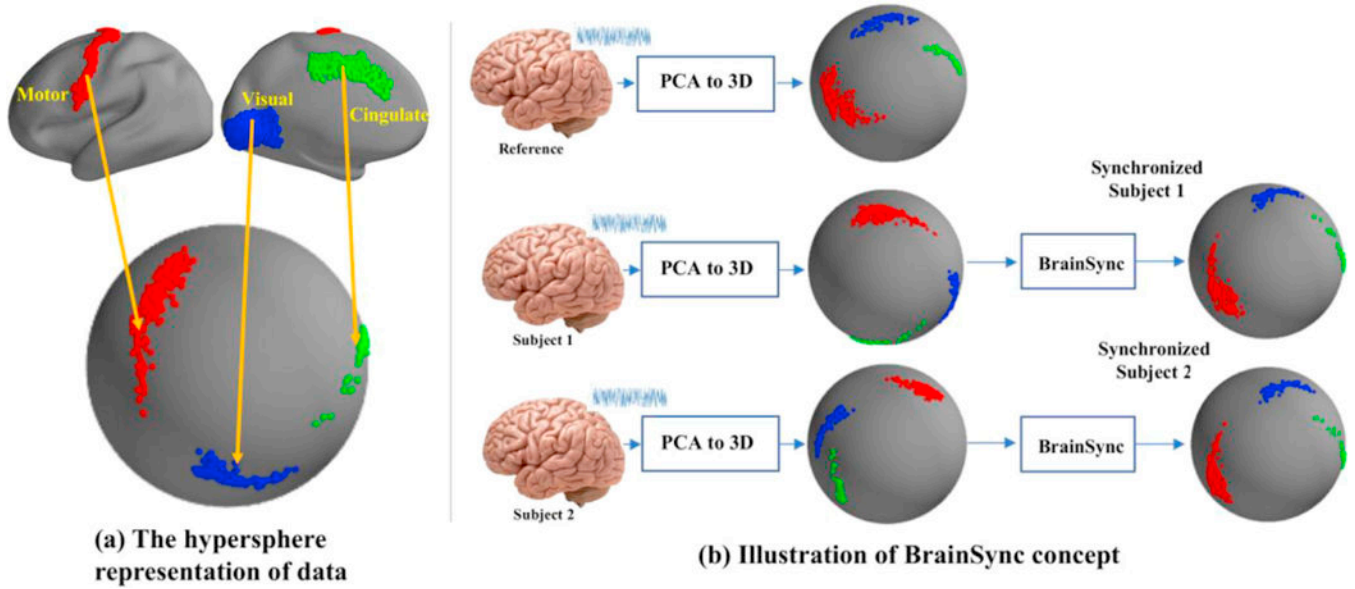 Motor
Visual
Cingulate
(a) The hypersphere
representation of data
Reference
PCA to 3D
Subject 1
PCA to 3D
BrainSync
Synchronized
Subject 1
Subject 2
PCA to 3D
BrainSync
Synchronized
Subject 2
(b) Illustration of BrainSync concept